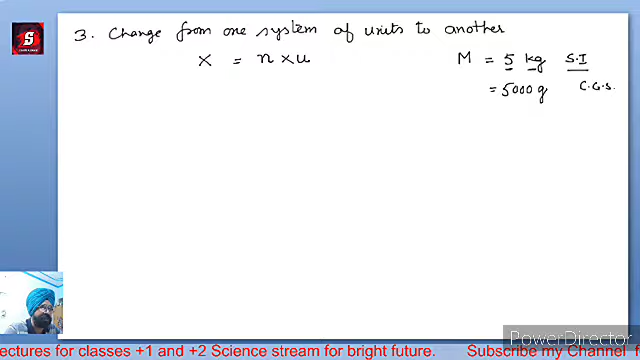 3. Change from one system of units to another
X = n × u
M = 5 kg S.I
= 5000 g C.G.S.
S
PowerDirector
ectures for classes +1 and +2 Science stream for bright future. Subscribe my Channel f